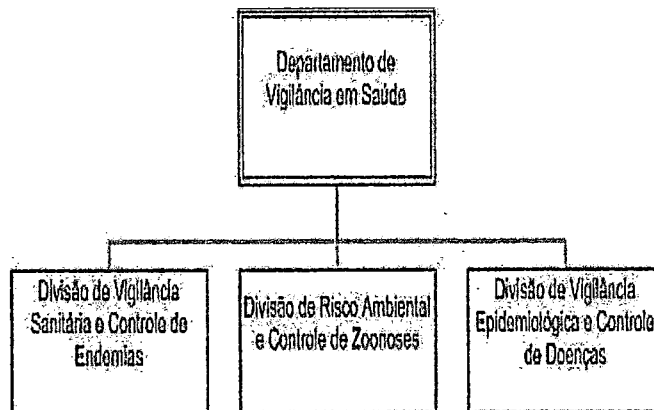 Departamento de
Vigilância em Saúde
Divisão de Vigilância
Sanitária e Controle de
Endemias
Divisão de Risco Ambiental
e Controle de Zoonoses
Divisão de Vigilância
Epidemiológica e Controle
de Doenças